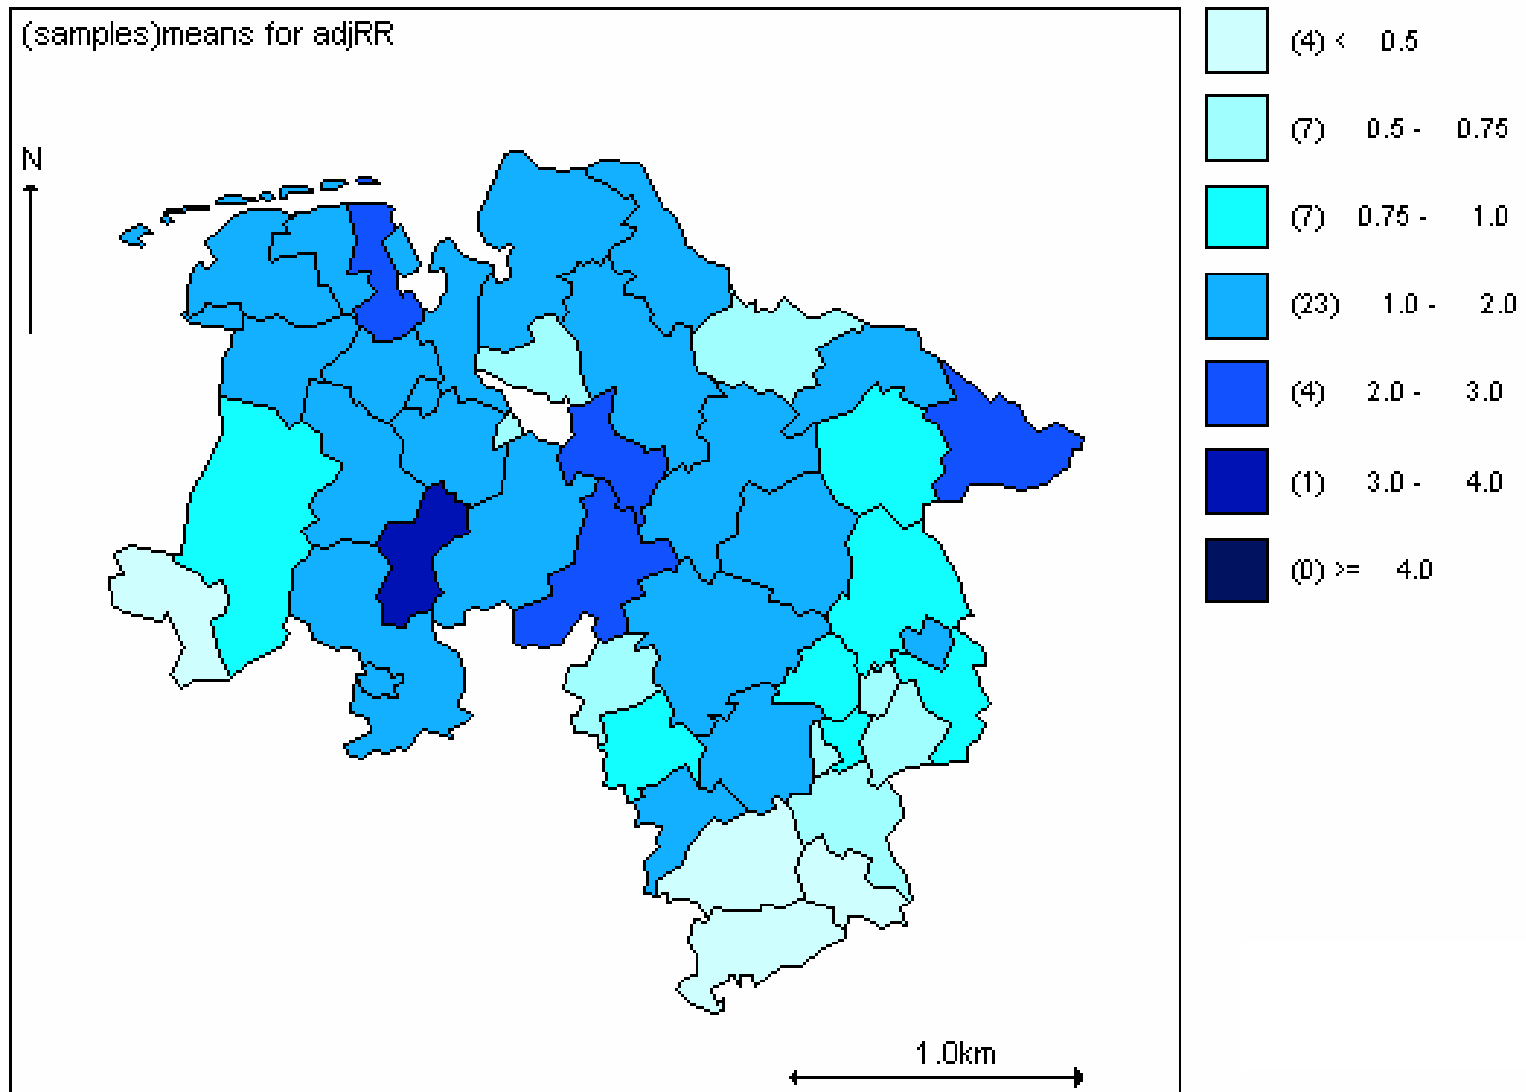 (samples)means for adjRR
N
(4) < 0.5
(7) 0.5 - 0.75
(7) 0.75 - 1.0
(23) 1.0 - 2.0
(4) 2.0 - 3.0
(1) 3.0 - 4.0
(0) >= 4.0
1.0km